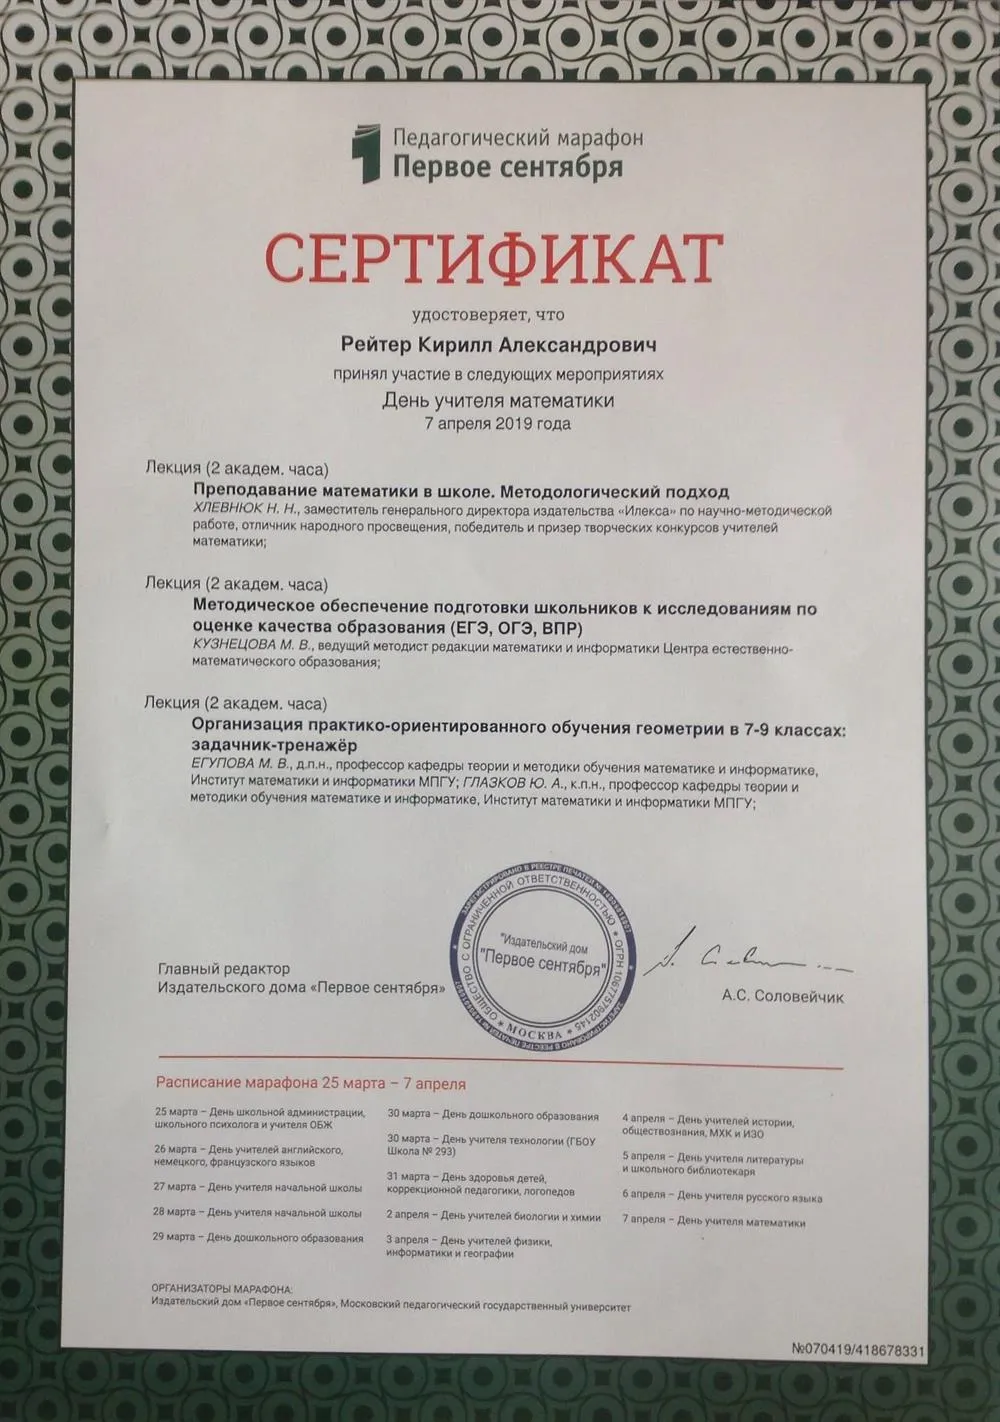 Педагогический марафон
Первое сентября
СЕРТИФИКАТ
удостоверяет, что
Рейтер Кирилл Александрович
принял участие в следующих мероприятиях
День учителя математики
7 апреля 2019 года
Лекция (2 академ. часа)
Преподавание математики в школе. Методологический подход
ХЛЕВНЮК Н. Н., заместитель генерального директора издательства «Илекса» по научно-методической
работе, отличник народного просвещения, победитель и призер творческих конкурсов учителей
математики;
Лекция (2 академ. часа)
Методическое обеспечение подготовки школьников к исследованиям по
оценке качества образования (ЕГЭ, ОГЭ, ВПР)
КУЗНЕЦОВА М. В., ведущий методист редакции математики и информатики Центра естественно-
математического образования;
Лекция (2 академ. часа)
Организация практико-ориентированного обучения геометрии в 7-9 классах:
задачник-тренажёр
ЕГУПОВА М. В., д.п.н., профессор кафедры теории и методики обучения математике и информатике,
Институт математики и информатики МПГУ; ГЛАЗКОВ Ю. А., к.п.н., профессор кафедры теории и
методики обучения математике и информатике, Институт математики и информатики МПГУ;
Главный редактор
Издательского дома «Первое сентября»
ОБЩЕСТВО С ОГРАНИЧЕННОЙ ОТВЕТСТВЕННОСТЬЮ * ОГРН 1067757902145
* МОСКВА *
"Издательский дом
"Первое сентября"
А.С. Соловейчик
Расписание марафона 25 марта – 7 апреля
25 марта – День школьной администрации,
школьного психолога и учителя ОБЖ
26 марта – День учителей английского,
немецкого, французского языков
27 марта – День учителя начальной школы
28 марта – День учителя начальной школы
29 марта – День дошкольного образования
30 марта – День дошкольного образования
30 марта – День учителя технологии (ГБОУ
Школа № 293)
31 марта – День здоровья детей,
коррекционной педагогики, логопедов
2 апреля – День учителей биологии и химии
3 апреля – День учителей физики,
информатики и географии
4 апреля – День учителей истории,
обществознания, МХК и ИЗО
5 апреля – День учителя литературы
и школьного библиотекаря
6 апреля – День учителя русского языка
7 апреля – День учителя математики
ОРГАНИЗАТОРЫ МАРАФОНА:
Издательский дом «Первое сентября», Московский педагогический государственный университет
№070419/418678331